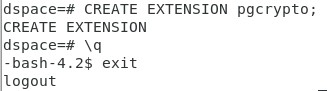 dspace=# CREATE EXTENSION pgcrypto;
CREATE EXTENSION
dspace=# \q
-bash-4.2$ exit
logout